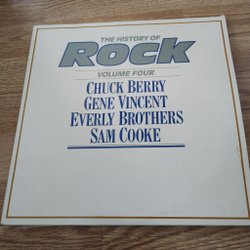 THE HISTORY OF
Rock
VOLUME FOUR
CHUCK BERRY
GENE VINCENT
EVERLY BROTHERS
SAM COOKE